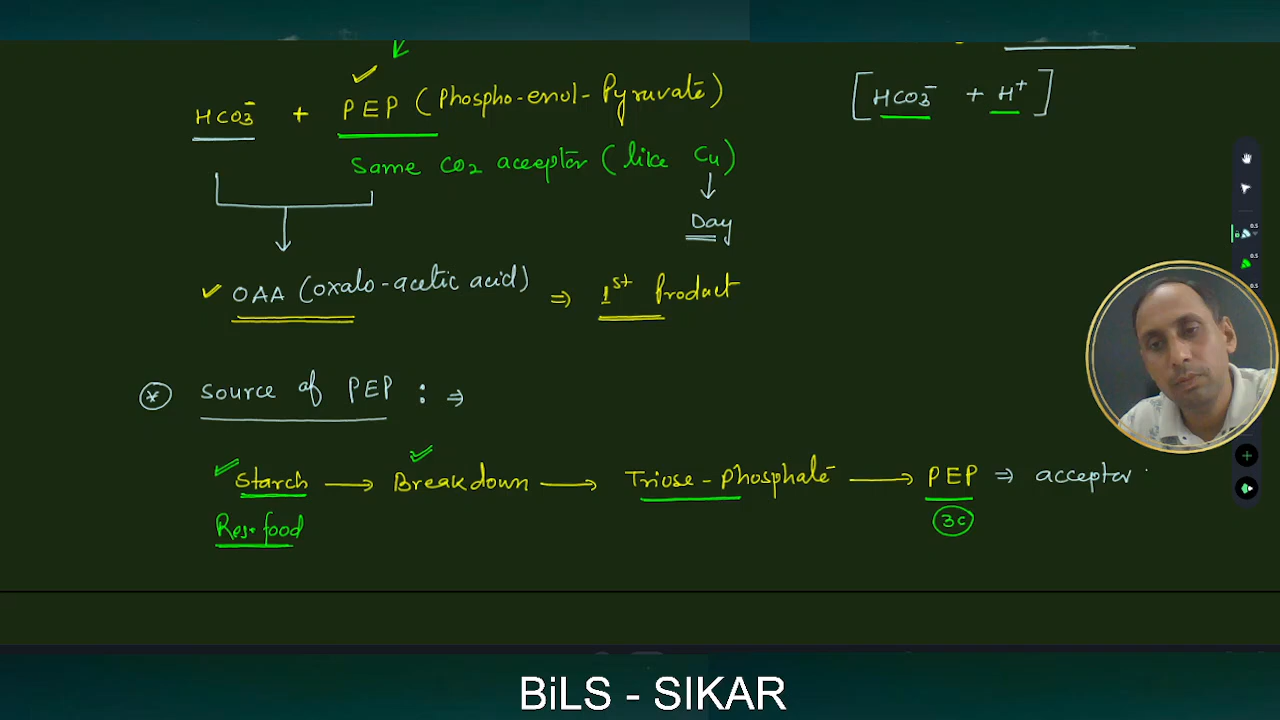 [HCO3⁻ + H⁺]
HCO3⁻ + PEP (Phospho-enol-Pyruvate)
Same CO2 acceptor (like C4)
Day
OAA (oxalo-acetic acid) ⇒ 1st Product
* Source of PEP : ⇒
Starch → Breakdown → Triose-phosphate → PEP ⇒ acceptor
Res. food
3C
BiLS - SIKAR